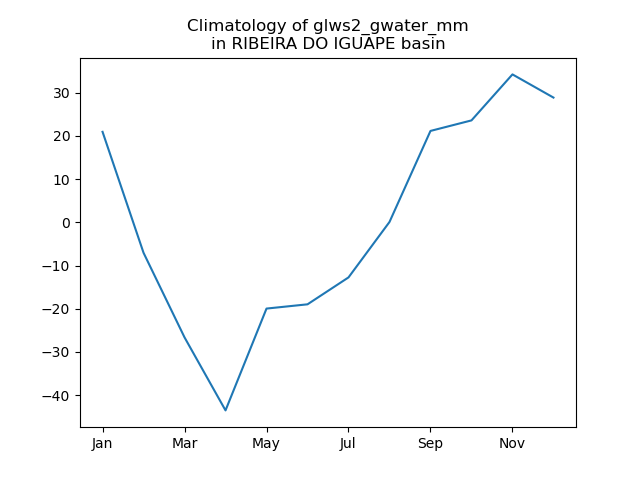 Climatology of glws2_gwater_mm
in RIBEIRA DO IGUAPE basin
30
20
10
0
−10
−20
−30
−40
Jan Mar May Jul Sep Nov